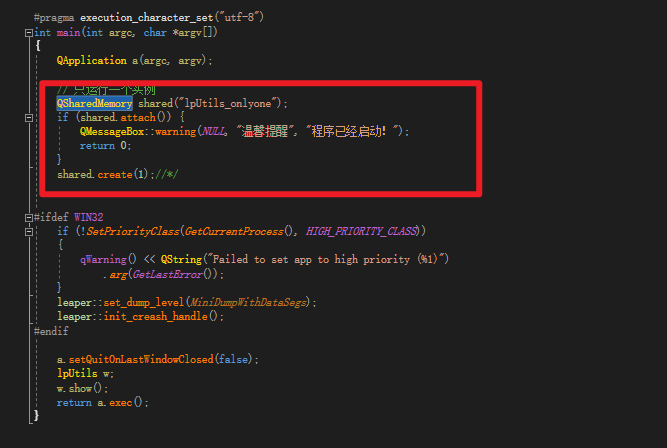 #pragma execution_character_set("utf-8")
int main(int argc, char *argv[])
{
QApplication a(argc, argv);
// 只运行一个实例
QSharedMemory shared("lpUtils_onlyone");
if (shared.attach()) {
QMessageBox::warning(NULL, "温馨提醒", "程序已经启动! ");
return 0;
}
shared.create(1);//*/
#ifdef WIN32
if (!SetPriorityClass(GetCurrentProcess(), HIGH_PRIORITY_CLASS))
{
qWarning() << QString("Failed to set app to high priority (%1)")
.arg(GetLastError());
}
leaper::set_dump_level(MiniDumpWithDataSegs);
leaper::init_creash_handle();
#endif
a.setQuitOnLastWindowClosed(false);
lpUtils w;
w.show();
return a.exec();
}